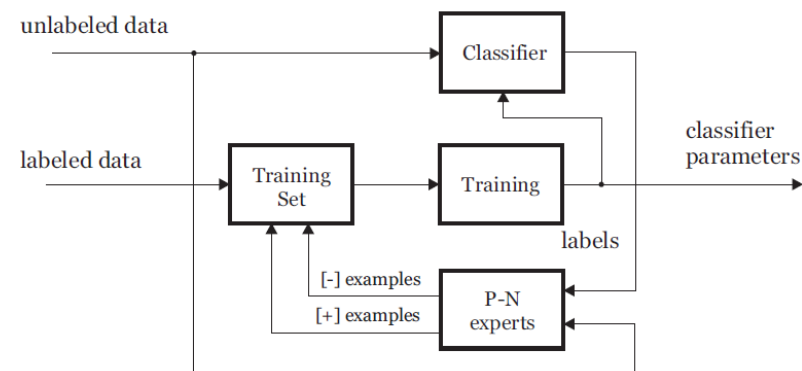 unlabeled data
Classifier
labeled data
Training
Set
Training
classifier
parameters
labels
[-] examples
[+] examples
P-N
experts